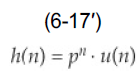 (6-17′)
h(n) = pⁿ · u(n)